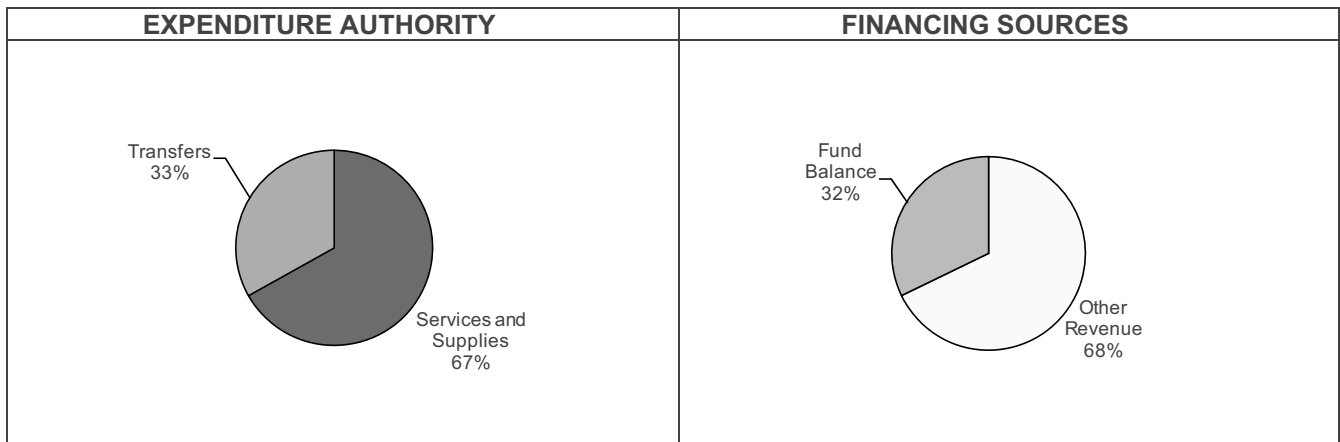 EXPENDITURE AUTHORITY
Transfers
33%
Services and
Supplies
67%
FINANCING SOURCES
Fund
Balance
32%
Other
Revenue
68%